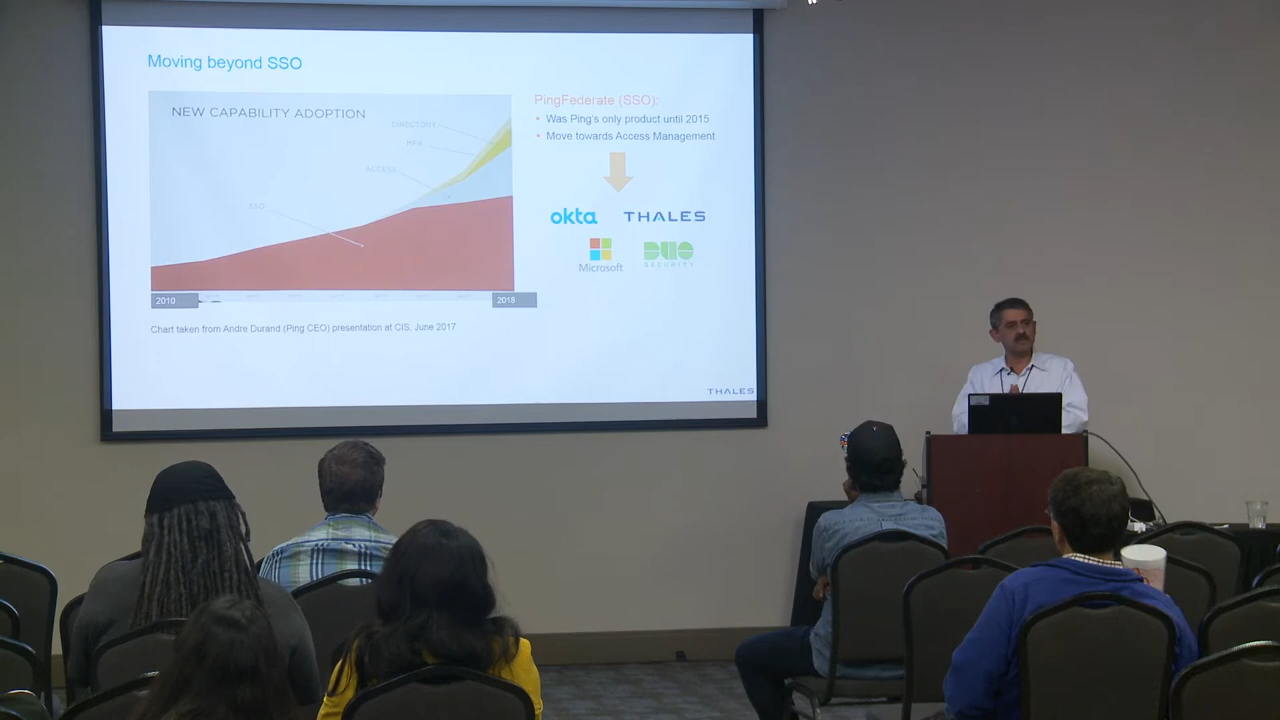 Moving beyond SSO
NEW CAPABILITY ADOPTION
DIRECTORY
MFA
ACCESS
SSO
2010
2018
Chart taken from Andre Durand (Ping CEO) presentation at CIS, June 2017
PingFederate (SSO):
• Was Ping's only product until 2015
• Move towards Access Management
okta
THALES
Microsoft
DUO
SECURITY
THALES